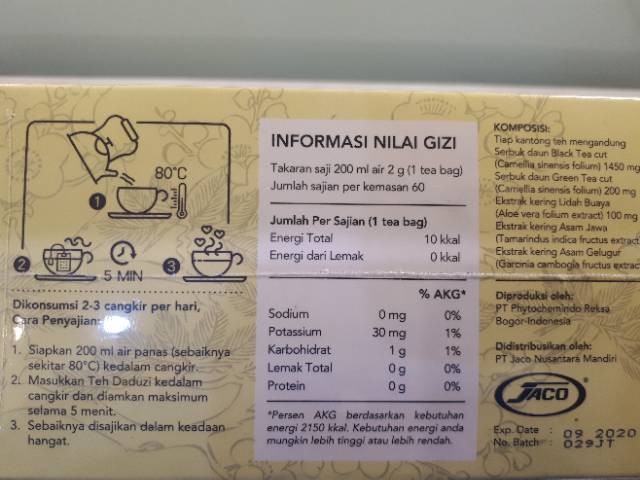 80°C
1
2
5 MIN
3
Dikonsumsi 2-3 cangkir per hari,
Cara Penyajian:
1. Siapkan 200 ml air panas (sebaiknya
sekitar 80°C) kedalam cangkir.
2. Masukkan Teh Daduzi kedalam
cangkir dan diamkan maksimum
selama 5 menit.
3. Sebaiknya disajikan dalam keadaan
hangat.
INFORMASI NILAI GIZI
Takaran saji 200 ml air 2 g (1 tea bag)
Jumlah sajian per kemasan 60
Jumlah Per Sajian (1 tea bag)
Energi Total 10 kkal
Energi dari Lemak 0 kkal
% AKG*
Sodium 0 mg 0%
Potassium 30 mg 1%
Karbohidrat 1 g 1%
Lemak Total 0 g 0%
Protein 0 g 0%
*Persen AKG berdasarkan kebutuhan
energi 2150 kkal. Kebutuhan energi anda
mungkin lebih tinggi atau lebih rendah.
KOMPOSISI:
Tiap kantong teh mengandung
Serbuk daun Black Tea cut
(Camellia sinensis folium) 1450 mg
Serbuk daun Green Tea cut
(Camellia sinensis folium) 200 mg
Ekstrak kering Lidah Buaya
(Aloe vera folium extract) 100 mg
Ekstrak kering Asam Jawa
(Tamarindus indica fructus extract
Ekstrak kering Asam Gelugur
(Garcinia cambogia fructus extrac
Diproduksi oleh:
PT Phytochemindo Reksa
Bogor-Indonesia
Didistribusikan oleh:
PT Jaco Nusantara Mandiri
JACO
Exp. Date : 09 2020
No. Batch : 029JT